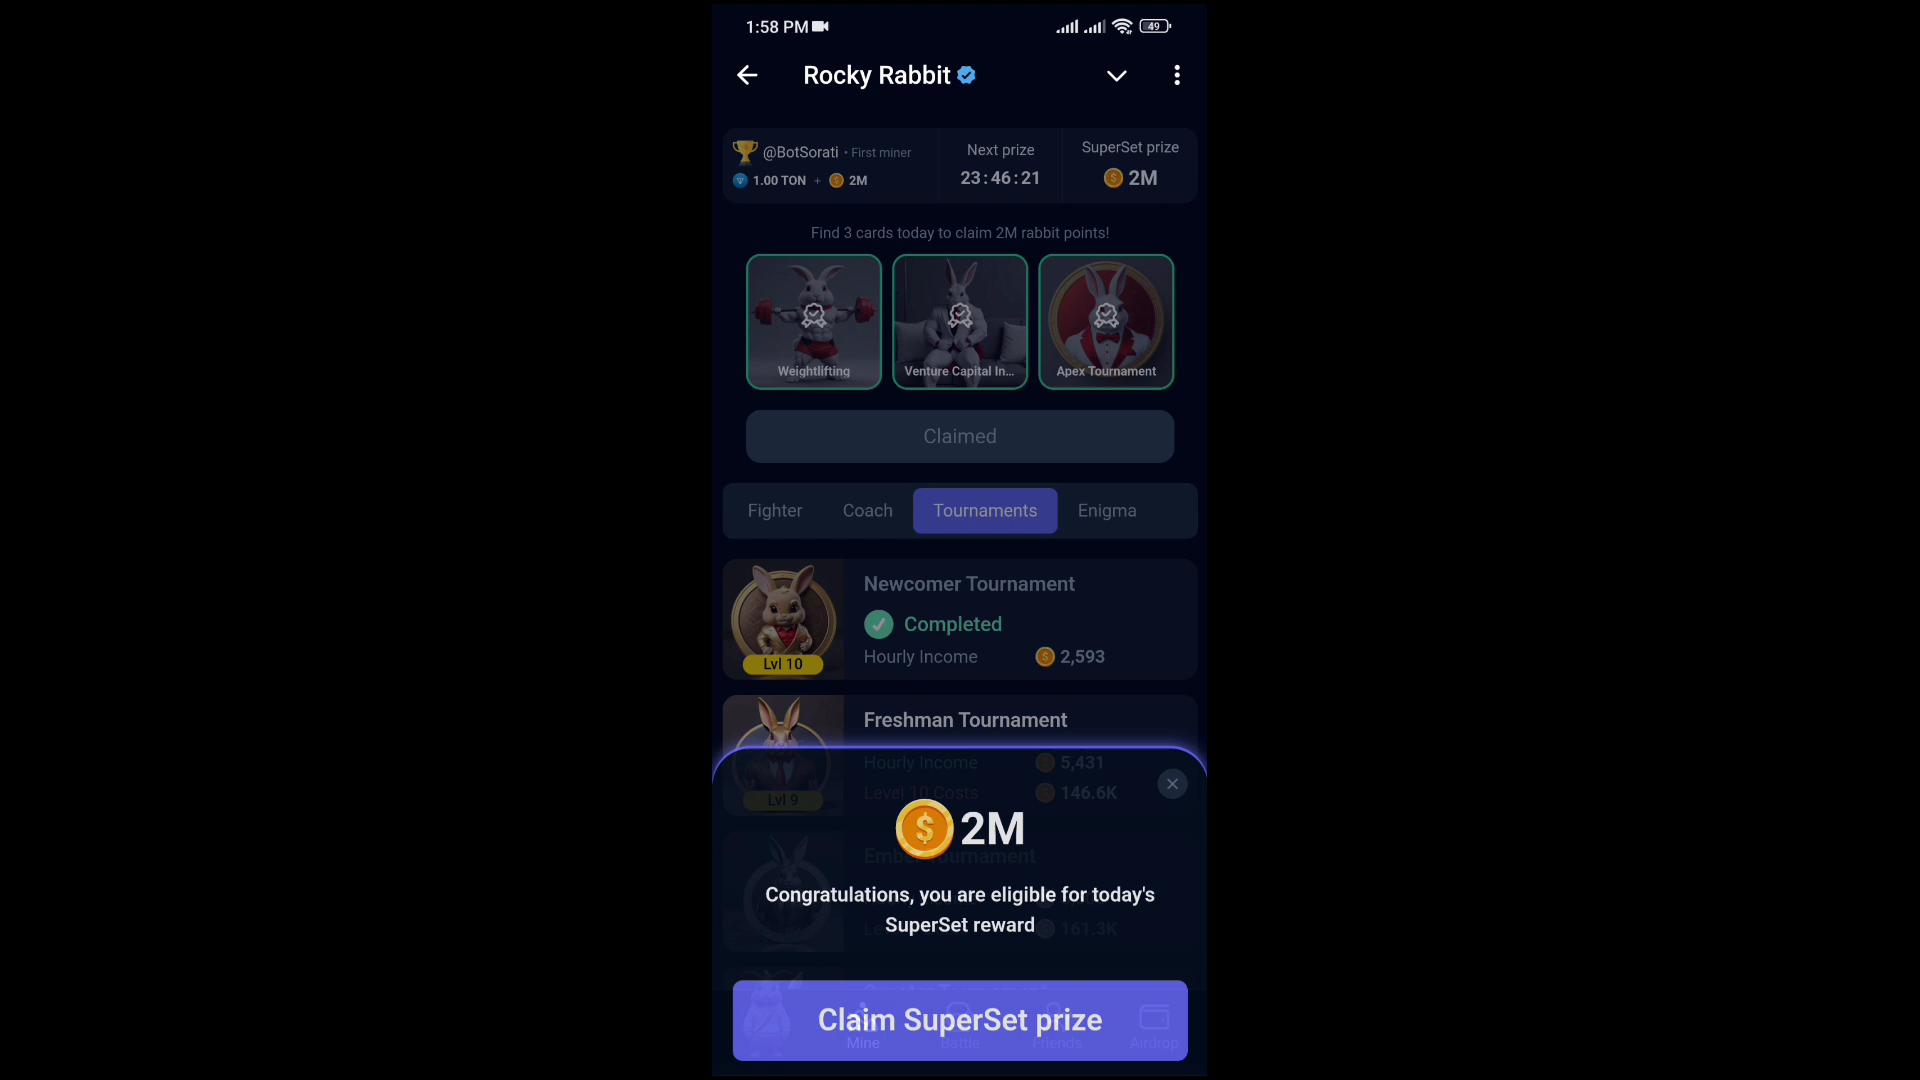 1:58 PM
49
Rocky Rabbit
@BotSorati • First miner
1.00 TON + 2M
Next prize
23:46:21
SuperSet prize
2M
Find 3 cards today to claim 2M rabbit points!
Weightlifting
Venture Capital In...
Apex Tournament
Claimed
Fighter
Coach
Tournaments
Enigma
Newcomer Tournament
Completed
Hourly Income 2,593
Lvl 10
Freshman Tournament
Hourly Income 5,431
Level 10 Costs 146.6K
Lvl 9
2M
Ember Tournament
Congratulations, you are eligible for today's
SuperSet reward
161.3K
Claim SuperSet prize
Mine
Battle
Friends
Airdrop